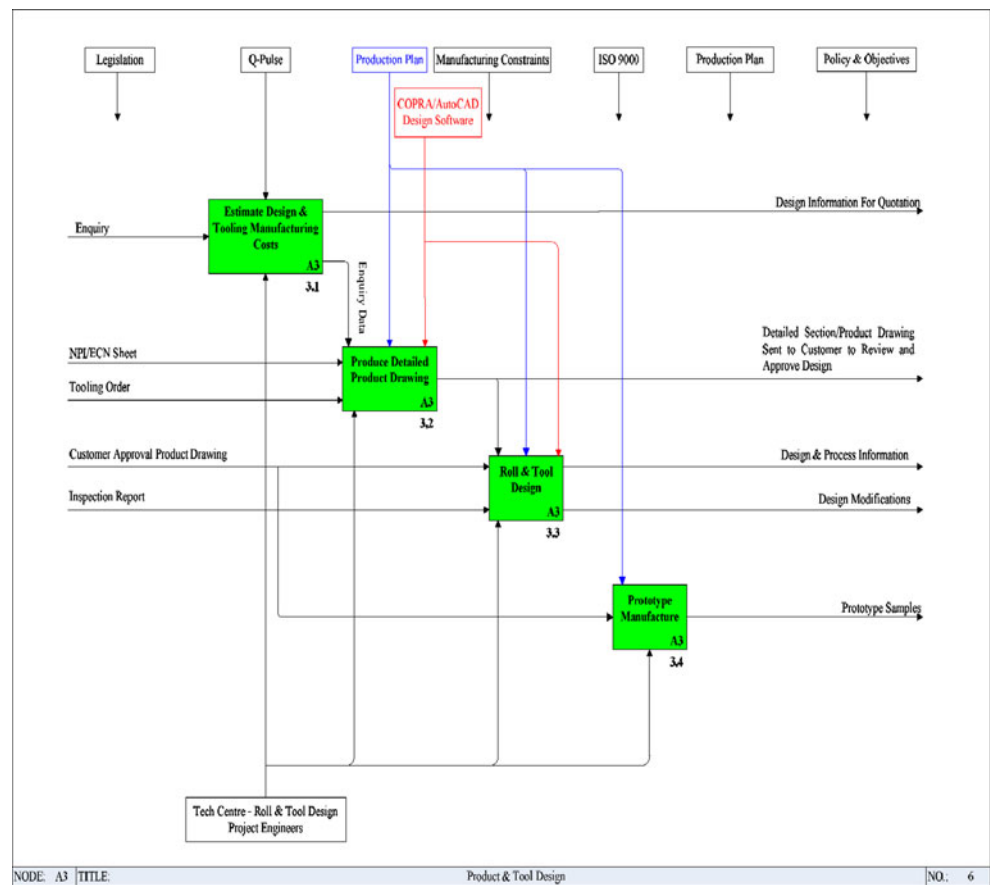 Legislation
Q-Pulse
Production Plan
Manufacturing Constraints
ISO 9000
Production Plan
Policy & Objectives
COPRA/AutoCAD
Design Software
Estimate Design &
Tooling Manufacturing
Costs
A3
3.1
Design Information For Quotation
Enquiry
Enquiry Data
NPI/ECN Sheet
Tooling Order
Produce Detailed
Product Drawing
A3
3.2
Detailed Section/Product Drawing
Sent to Customer to Review and
Approve Design
Customer Approval Product Drawing
Inspection Report
Roll & Tool
Design
A3
3.3
Design & Process Information
Design Modifications
Prototype
Manufacture
A3
3.4
Prototype Samples
Tech Centre - Roll & Tool Design
Project Engineers
NODE: A3 TITLE: Product & Tool Design NO.: 6